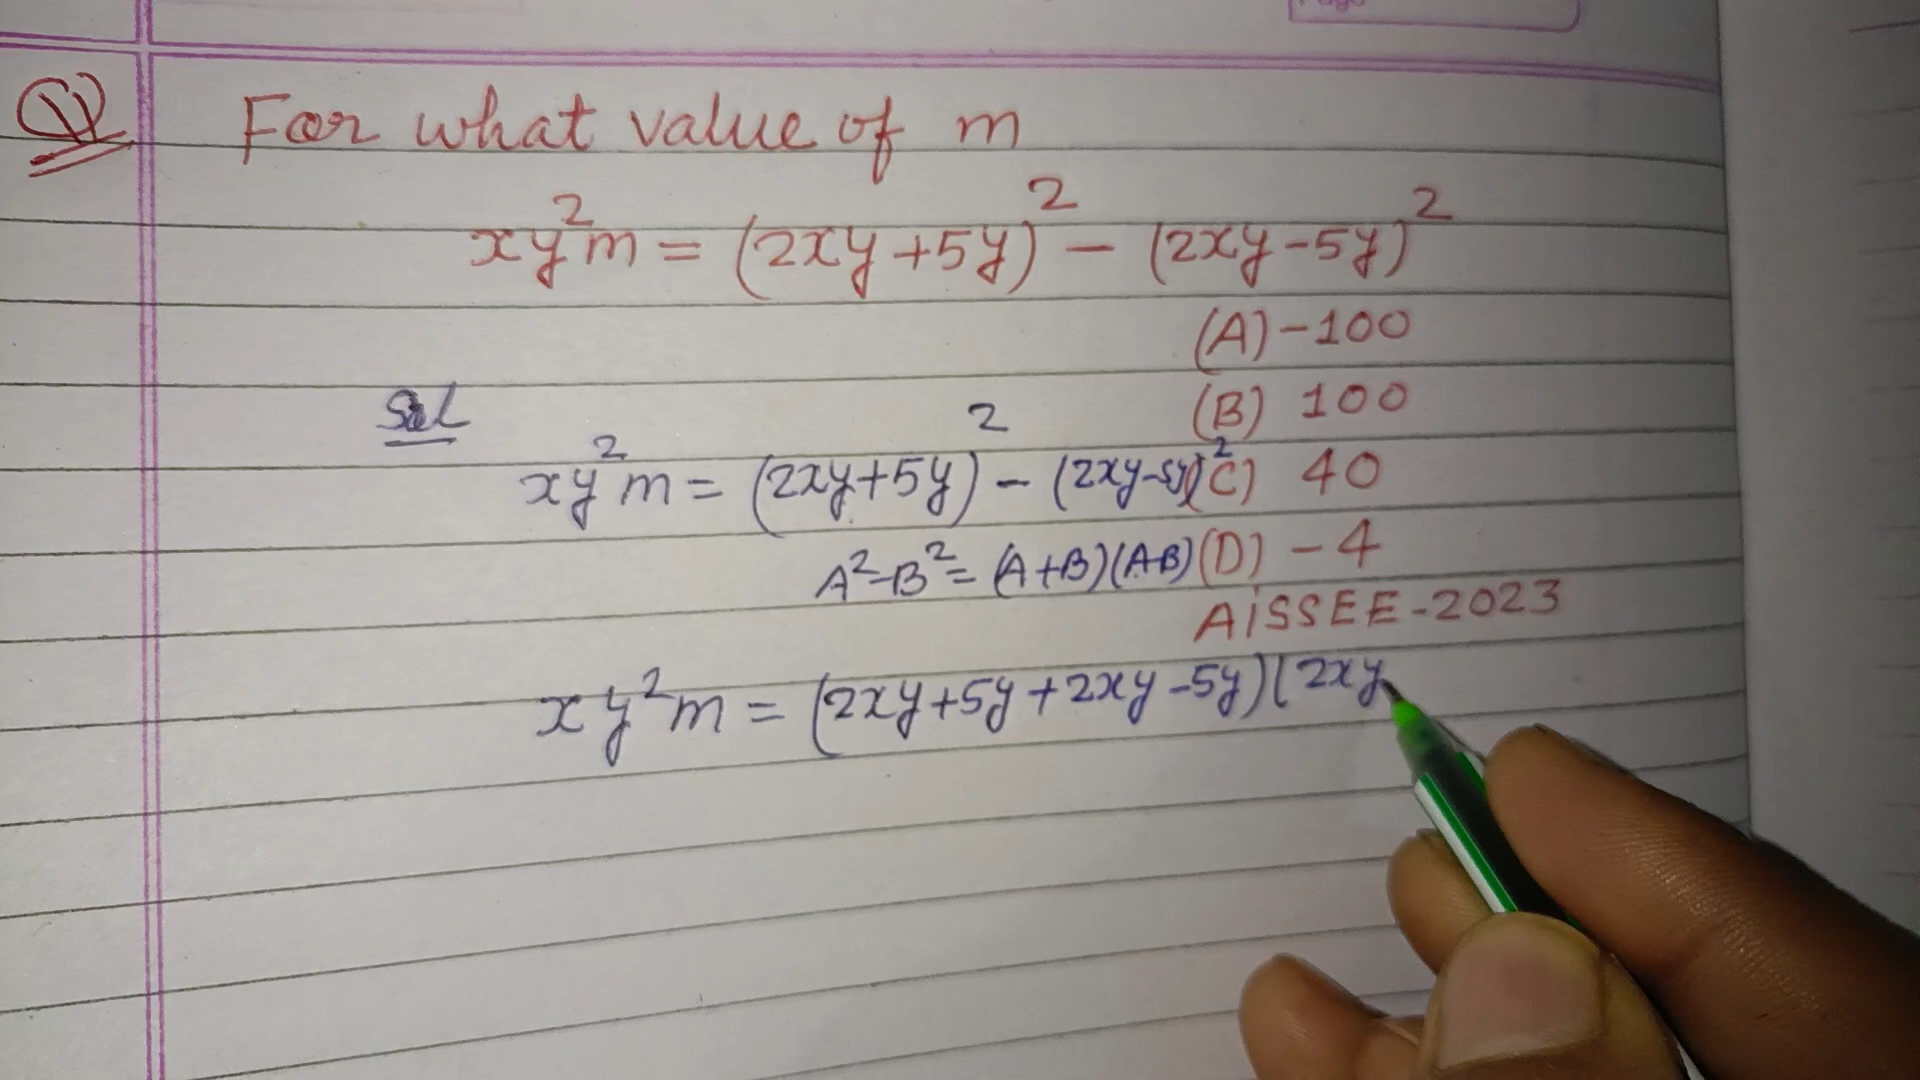 Q)
For what value of m
xy²m = (2xy+5y)² - (2xy-5y)²
(A) -100
(B) 100
Sol
xy²m = (2xy+5y)² - (2xy-5y)²
(C) 40
A²-B² = (A+B)(A-B)
(D) -4
AiSSEE-2023
xy²m = (2xy+5y+2xy-5y)(2xy